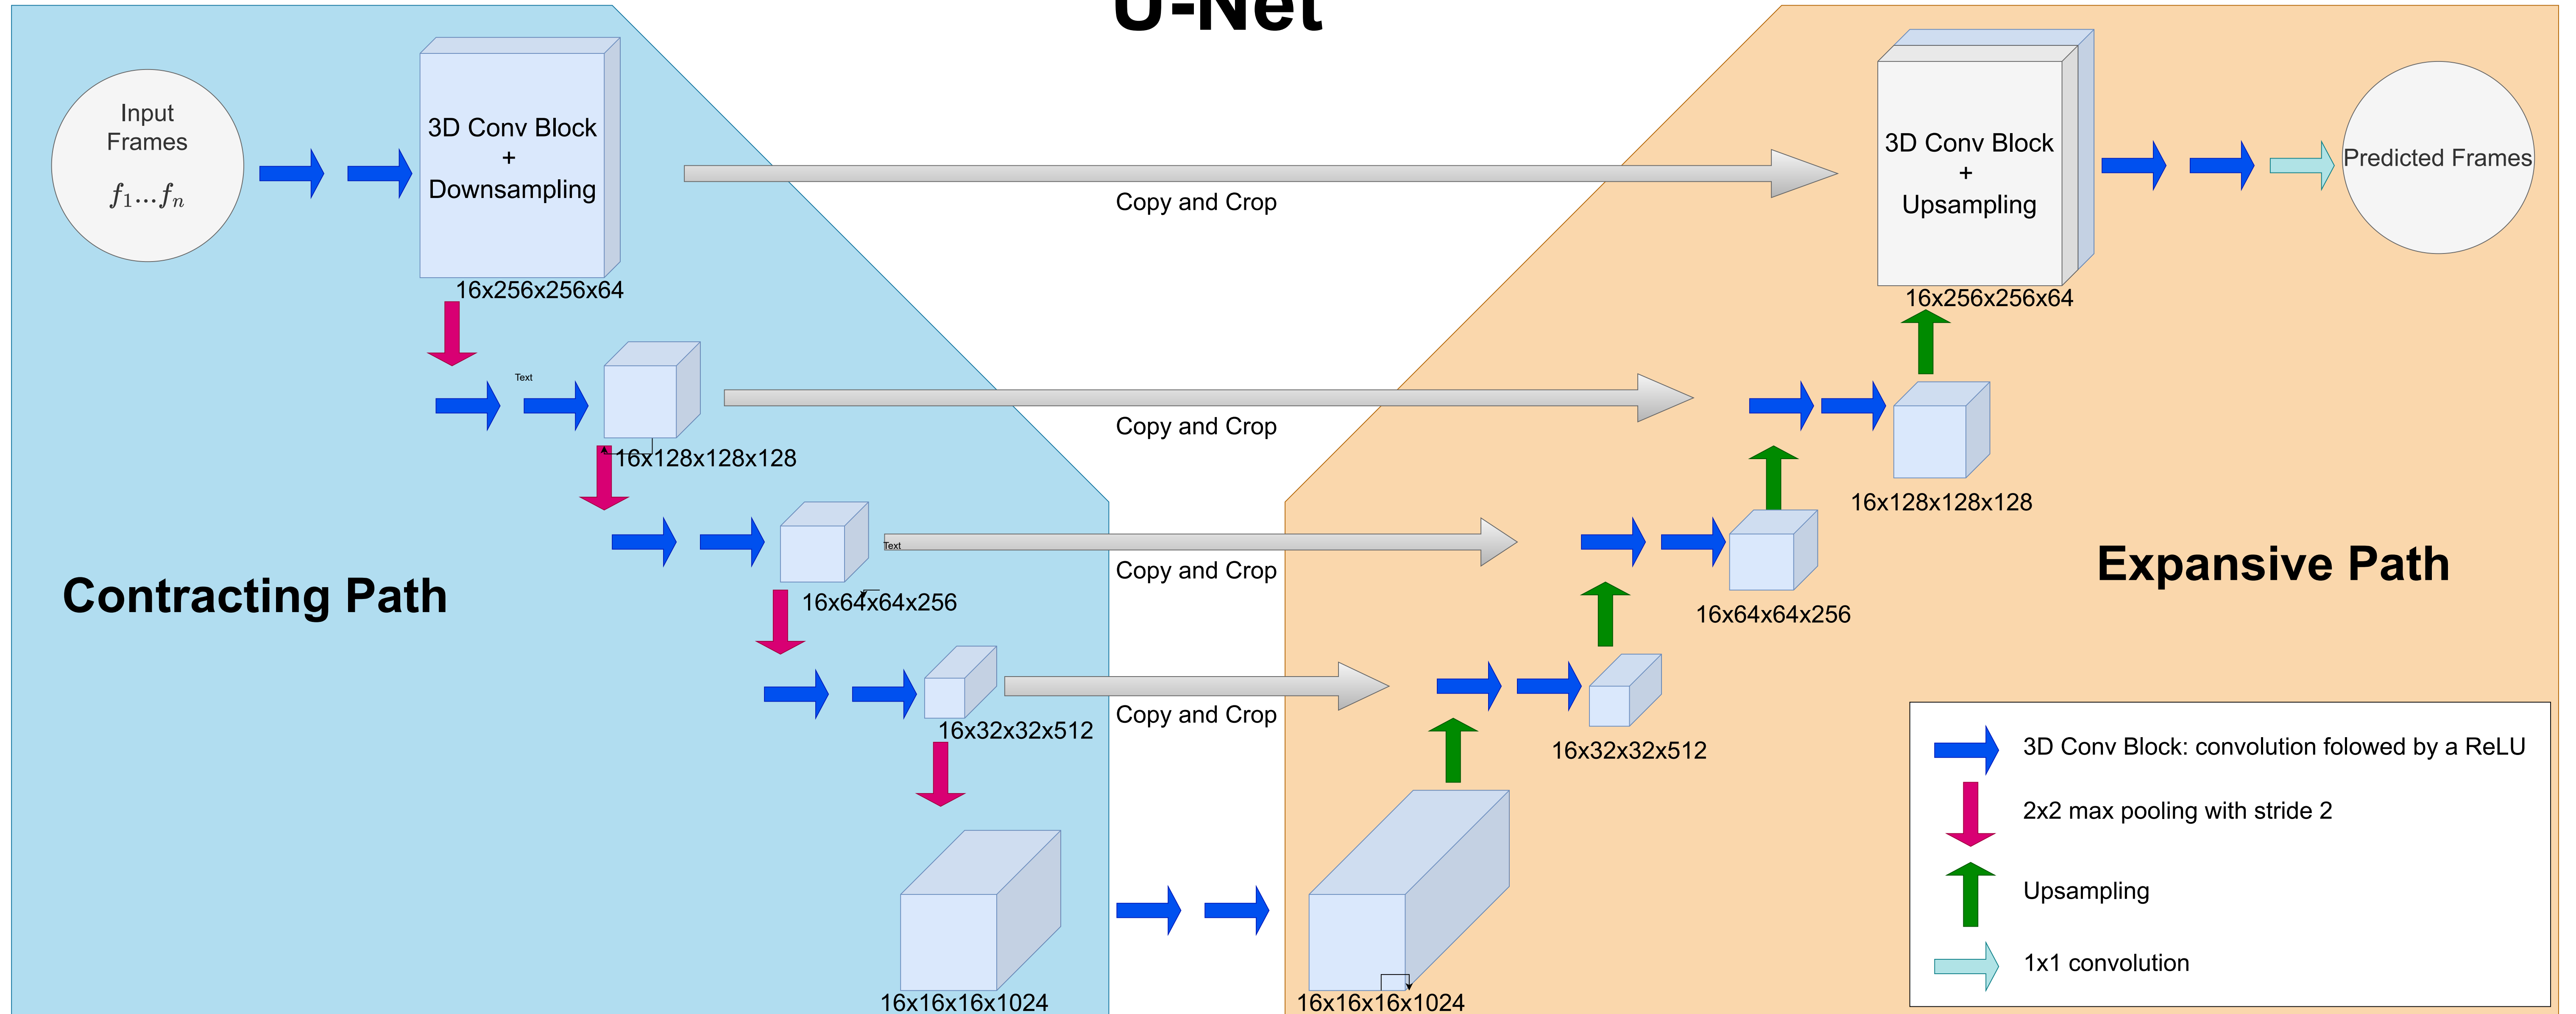 U-Net
Input
Frames
f₁...fₙ
3D Conv Block
+
Downsampling
16x256x256x64
Copy and Crop
3D Conv Block
+
Upsampling
16x256x256x64
Predicted Frames
Text
16x128x128x128
Copy and Crop
16x128x128x128
Text
16x64x64x256
Copy and Crop
16x64x64x256
Contracting Path
Expansive Path
16x32x32x512
Copy and Crop
16x32x32x512
16x16x16x1024
16x16x16x1024
3D Conv Block: convolution folowed by a ReLU
2x2 max pooling with stride 2
Upsampling
1x1 convolution